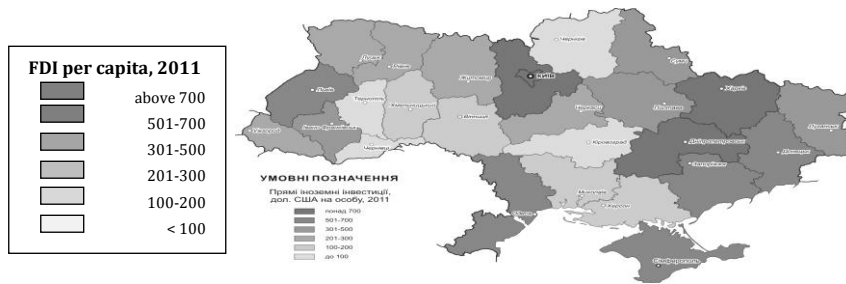 FDI per capita, 2011
above 700
501-700
301-500
201-300
100-200
< 100
Чернігів
Суми
Луцьк
Рівне
Житомир
КИЇВ
Львів
Харків
Тернопіль
Полтава
Черкаси
Вінниця
Ужгород
Івано-Франківськ
Чернівці
Кіровоград
Дніпропетровськ
Донецьк
Запоріжжя
Миколаїв
Херсон
Одеса
Сімферополь
УМОВНІ ПОЗНАЧЕННЯ
Прямі іноземні інвестиції,
дол. США на особу, 2011
понад 700
501-700
301-500
201-300
100-200
до 100